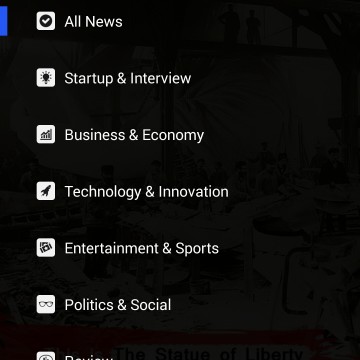 All News
Startup & Interview
Business & Economy
Technology & Innovation
Entertainment & Sports
Politics & Social
The Statue of Liberty
Review